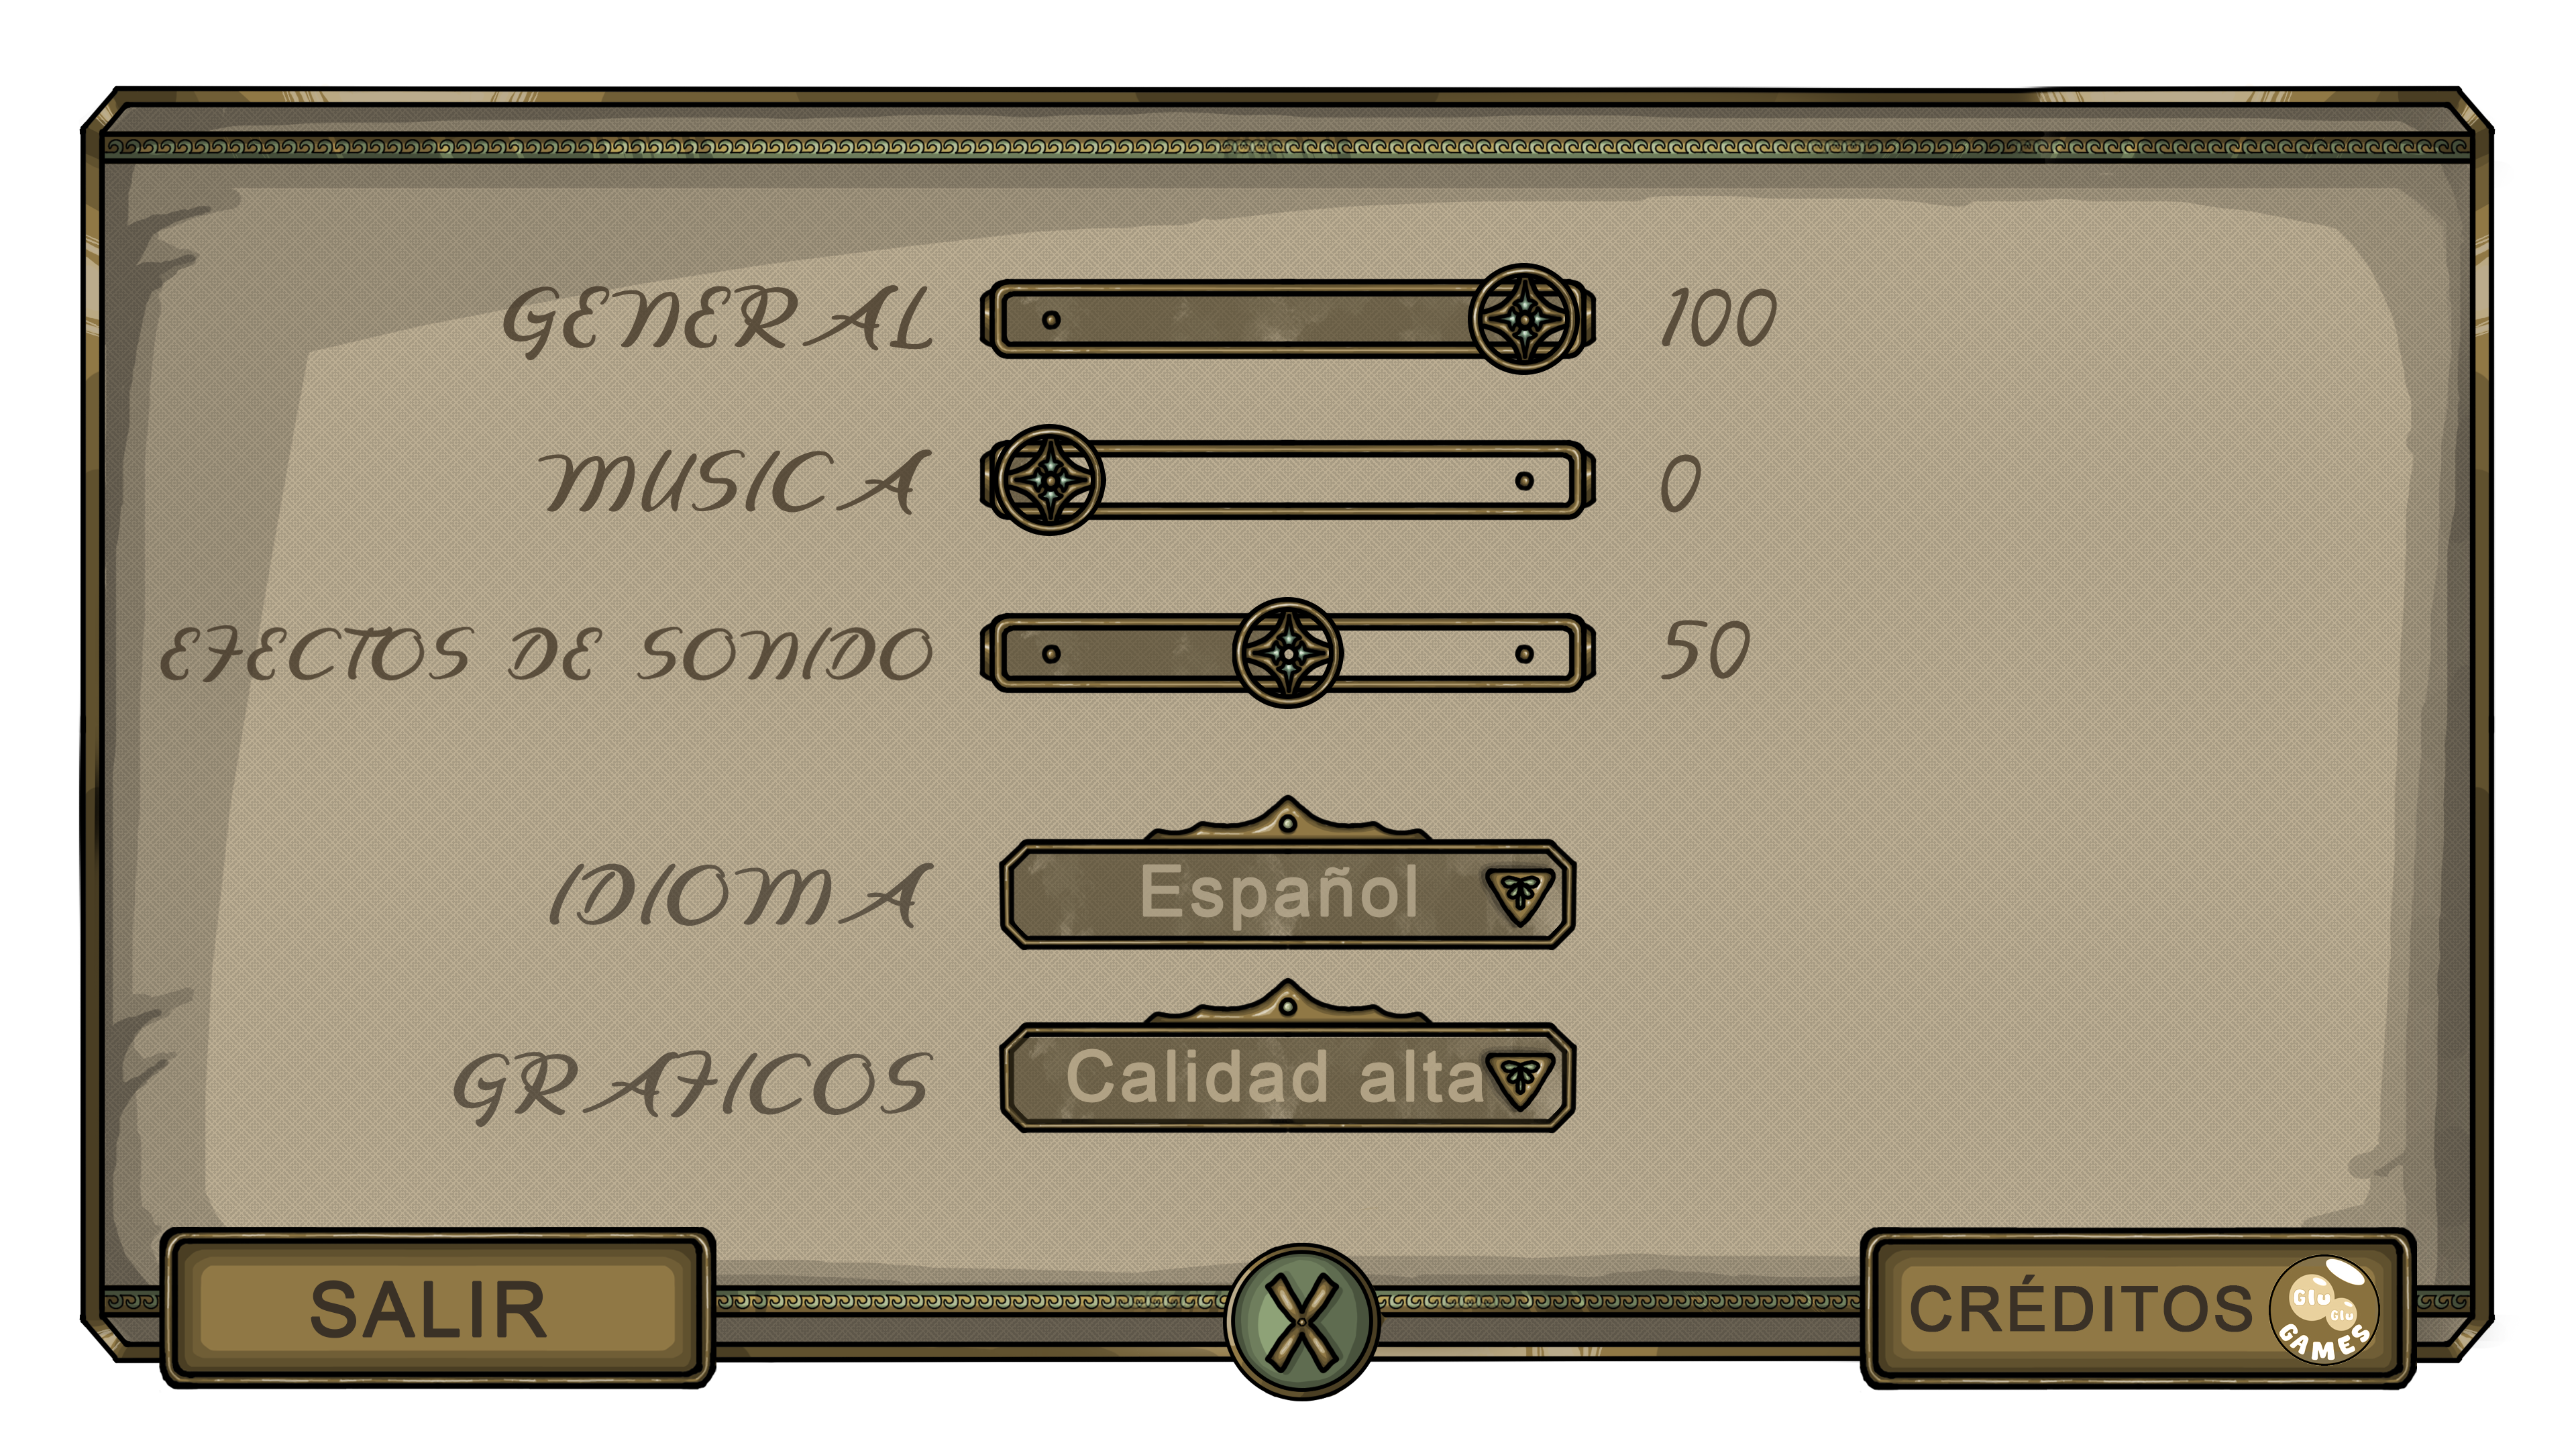 GENERAL 100
MUSICA 0
EFECTOS DE SONIDO 50
IDIOMA Español
GRAFICOS Calidad alta
SALIR X CRÉDITOS Glu Glu GAMES